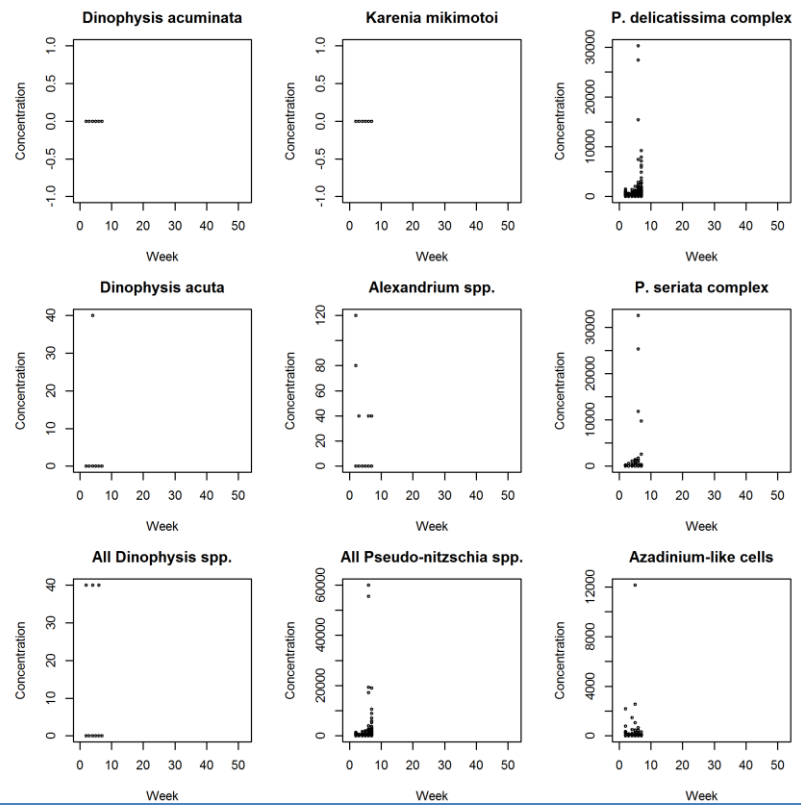 Dinophysis acuminata
Concentration
1.0
0.5
0.0
-0.5
-1.0
0 10 20 30 40 50
Week
Karenia mikimotoi
Concentration
1.0
0.5
0.0
-0.5
-1.0
0 10 20 30 40 50
Week
P. delicatissima complex
Concentration
30000
10000
0
0 10 20 30 40 50
Week
Dinophysis acuta
Concentration
40
30
20
10
0
0 10 20 30 40 50
Week
Alexandrium spp.
Concentration
120
80
60
40
20
0
0 10 20 30 40 50
Week
P. seriata complex
Concentration
30000
10000
0
0 10 20 30 40 50
Week
All Dinophysis spp.
Concentration
40
30
20
10
0
0 10 20 30 40 50
Week
All Pseudo-nitzschia spp.
Concentration
60000
40000
20000
0
0 10 20 30 40 50
Week
Azadinium-like cells
Concentration
12000
8000
4000
0
0 10 20 30 40 50
Week